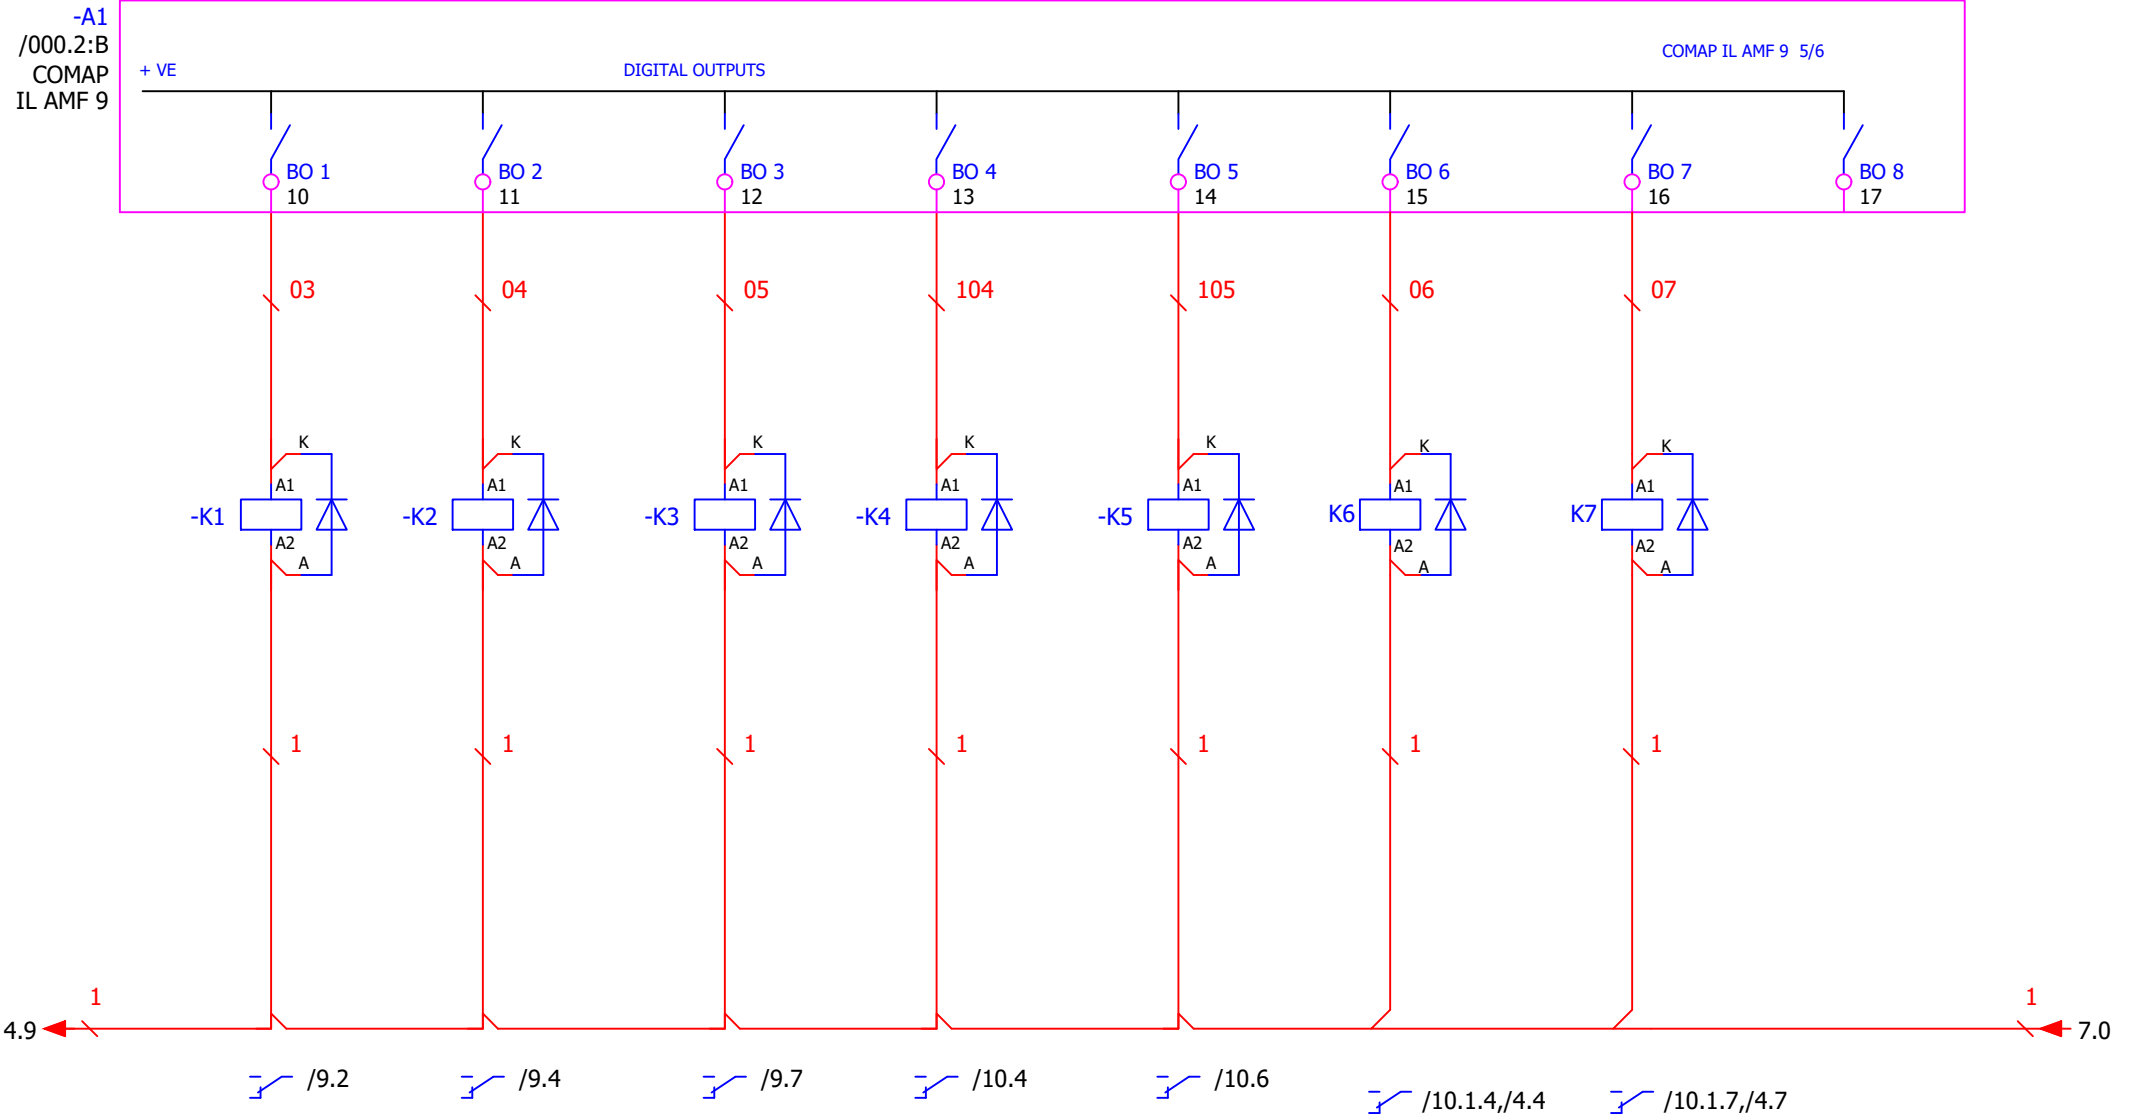 -A1
/000.2:B
COMAP
IL AMF 9
+ VE
DIGITAL OUTPUTS
COMAP IL AMF 9 5/6
BO 1
10
BO 2
11
BO 3
12
BO 4
13
BO 5
14
BO 6
15
BO 7
16
BO 8
17
03
04
05
104
105
06
07
K
A1
-K1
A2
A
K
A1
-K2
A2
A
K
A1
-K3
A2
A
K
A1
-K4
A2
A
K
A1
-K5
A2
A
K
A1
K6
A2
A
K
A1
K7
A2
A
1
1
1
1
1
1
1
1
4.9
1
7.0
/9.2
/9.4
/9.7
/10.4
/10.6
/10.1.4,/4.4
/10.1.7,/4.7